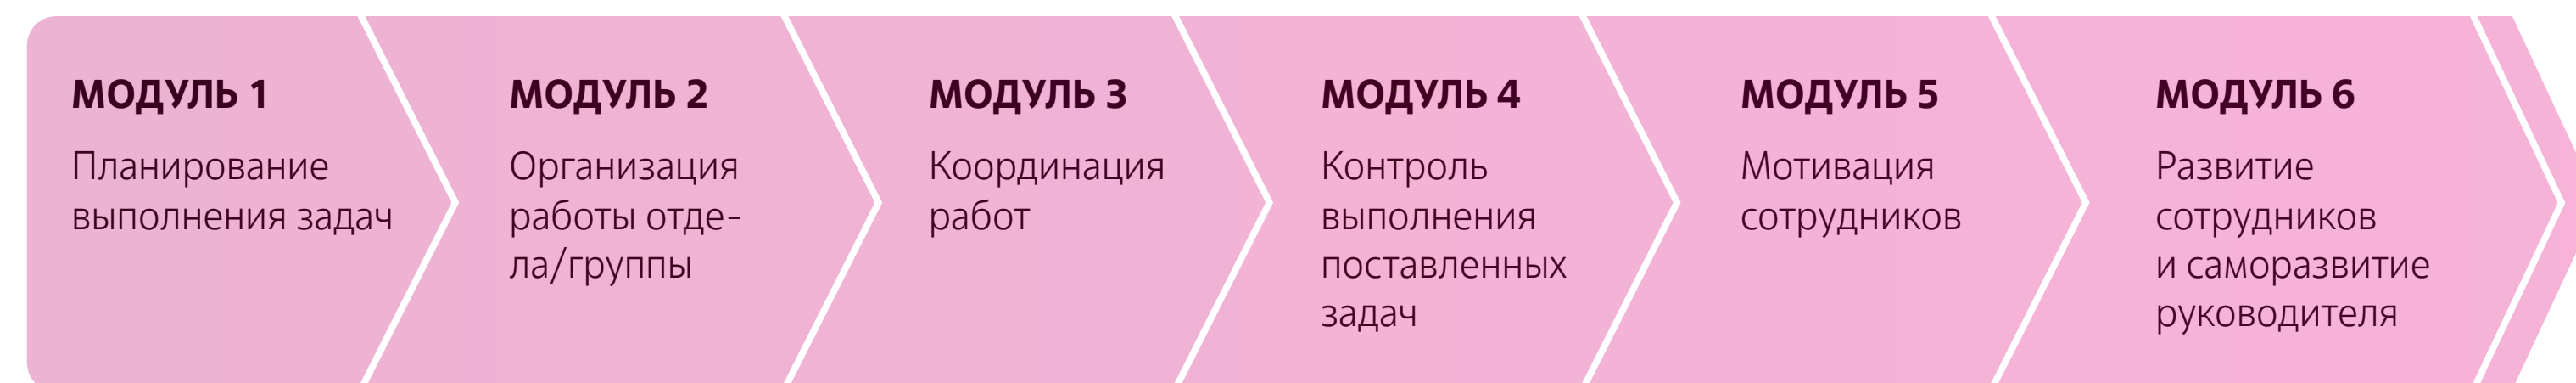 МОДУЛЬ 1
Планирование
выполнения задач
МОДУЛЬ 2
Организация
работы отде-
ла/группы
МОДУЛЬ 3
Координация
работ
МОДУЛЬ 4
Контроль
выполнения
поставленных
задач
МОДУЛЬ 5
Мотивация
сотрудников
МОДУЛЬ 6
Развитие
сотрудников
и саморазвитие
руководителя